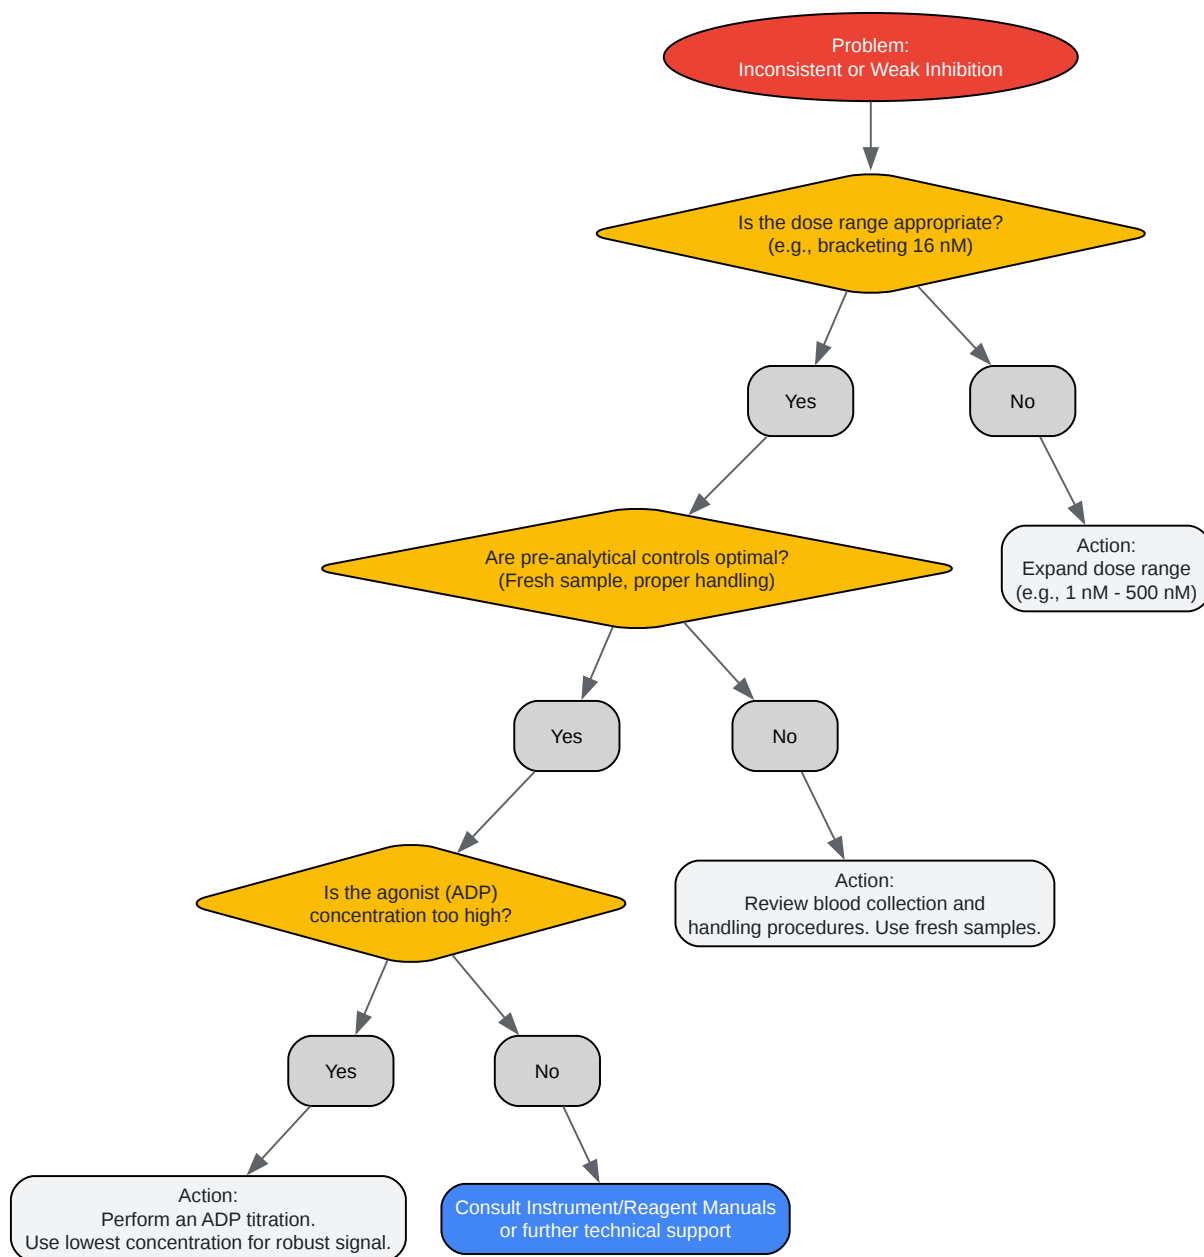 Problem:
Inconsistent or Weak Inhibition
Is the dose range appropriate?
(e.g., bracketing 16 nM)
Yes
No
Are pre-analytical controls optimal?
(Fresh sample, proper handling)
Action:
Expand dose range
(e.g., 1 nM - 500 nM)
Yes
No
Is the agonist (ADP)
concentration too high?
Action:
Review blood collection and
handling procedures. Use fresh samples.
Yes
No
Action:
Perform an ADP titration.
Use lowest concentration for robust signal.
Consult Instrument/Reagent Manuals
or further technical support